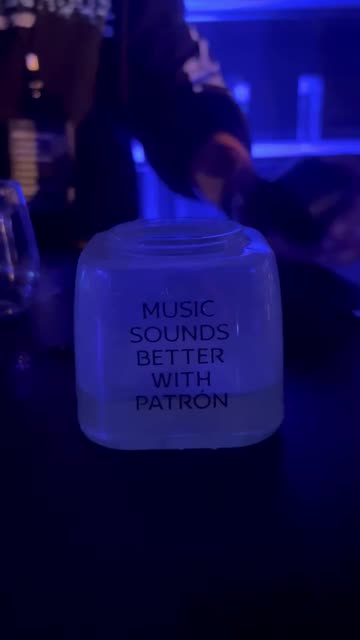 MUSIC
SOUNDS
BETTER
WITH
PATRÓN